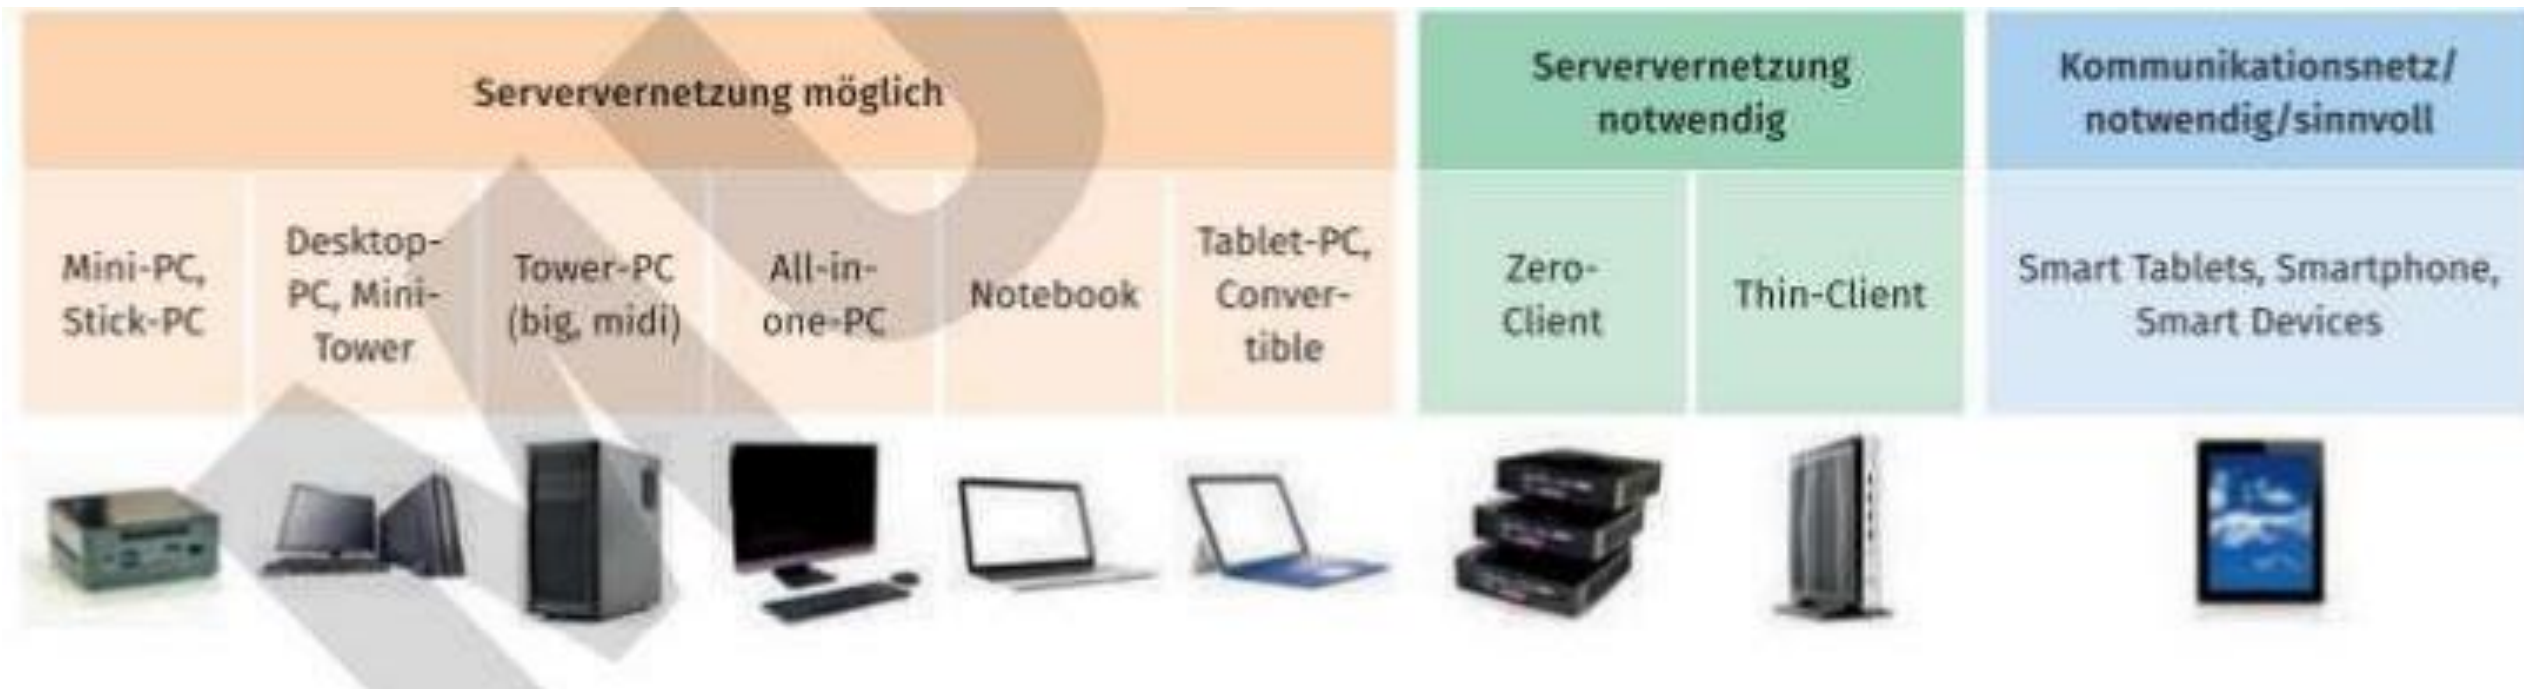 Serververnetzung möglich
Serververnetzung
notwendig
Kommunikationsnetz/
notwendig/sinnvoll
Mini-PC,
Stick-PC
Desktop-
PC, Mini-
Tower
Tower-PC
(big, midi)
All-in-
one-PC
Notebook
Tablet-PC,
Conver-
tible
Zero-
Client
Thin-Client
Smart Tablets, Smartphone,
Smart Devices